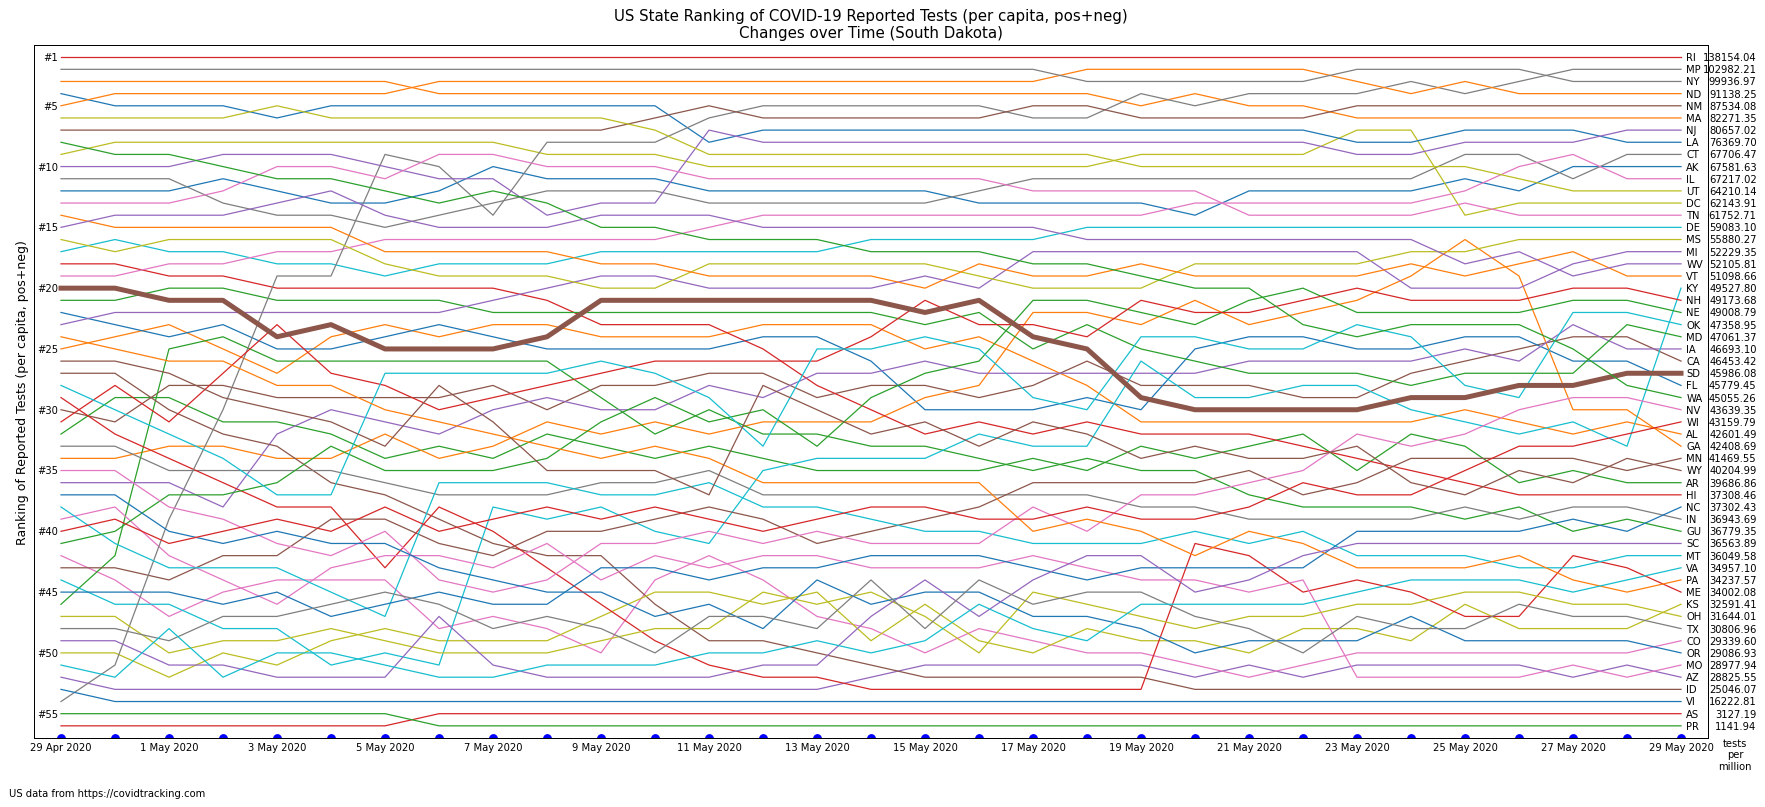 US State Ranking of COVID-19 Reported Tests (per capita, pos+neg)
Changes over Time (South Dakota)
Ranking of Reported Tests (per capita, pos+neg)
#1
#5
#10
#15
#20
#25
#30
#35
#40
#45
#50
#55
RI 138154.04
MP 102982.21
NY 99936.97
ND 91138.25
NM 87534.08
MA 82271.35
NJ 80657.02
LA 76369.70
CT 67706.47
AK 67581.63
IL 67217.02
UT 64210.14
DC 62143.91
TN 61752.71
DE 59083.10
MS 55880.27
MI 52229.35
WV 52105.81
VT 51098.66
KY 49527.80
NH 49173.68
NE 49008.79
OK 47358.95
MD 47061.37
IA 46693.10
CA 46453.42
SD 45986.08
FL 45779.45
WA 45055.26
NV 43639.35
WI 43159.79
AL 42601.49
GA 42408.69
MN 41469.55
WY 40204.99
AR 39686.86
HI 37308.46
NC 37302.43
IN 36943.69
GU 36779.35
SC 36563.89
MT 36049.58
VA 34957.10
PA 34237.57
ME 34002.08
KS 32591.41
OH 31644.01
TX 30806.96
CO 29339.60
OR 29086.93
MO 28977.94
AZ 28825.55
ID 25046.07
VI 16222.81
AS 3127.19
PR 1141.94
29 Apr 2020
1 May 2020
3 May 2020
5 May 2020
7 May 2020
9 May 2020
11 May 2020
13 May 2020
15 May 2020
17 May 2020
19 May 2020
21 May 2020
23 May 2020
25 May 2020
27 May 2020
29 May 2020
tests
per
million
US data from https://covidtracking.com